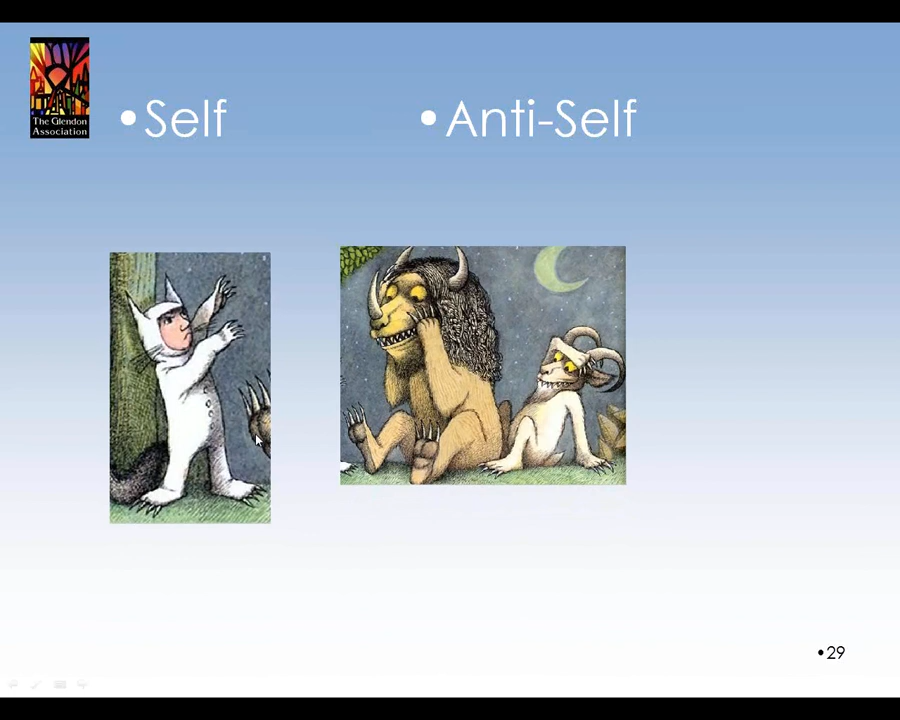 The Glendon
Association
•Self
•Anti-Self
•29